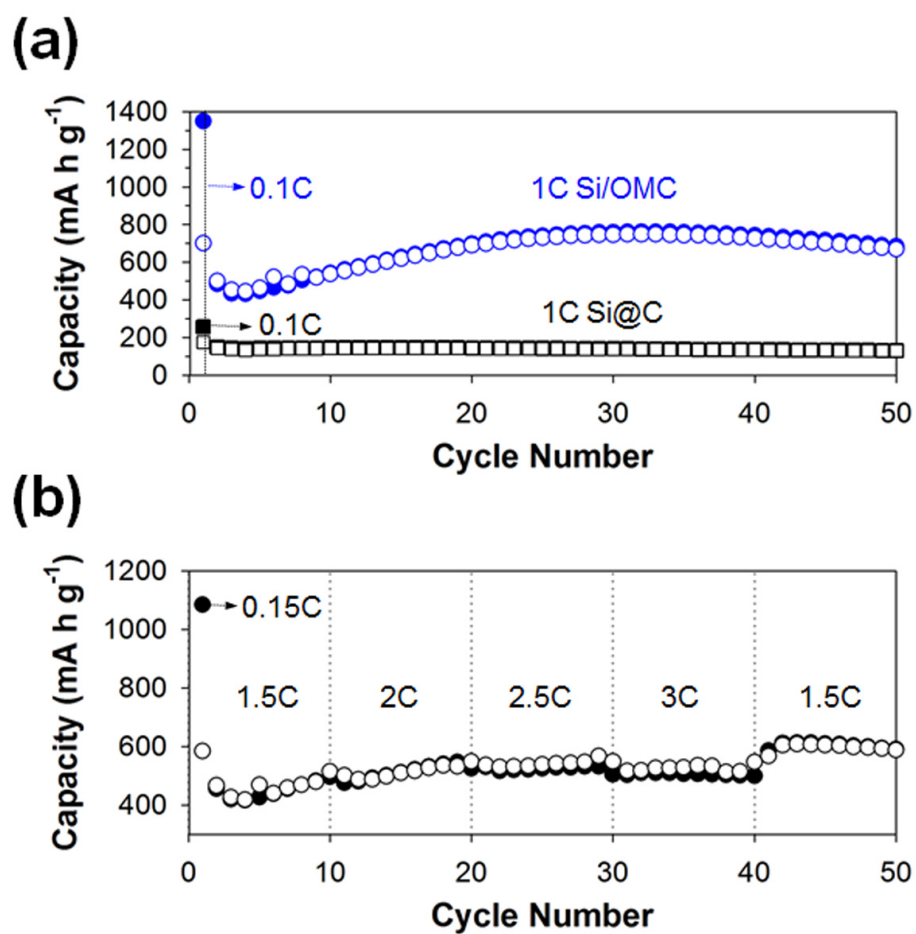 (a)
1400
1200
1000
800
600
400
200
0
Capacity (mA h g-1)
0.1C
1C Si/OMC
0.1C
1C Si@C
0 10 20 30 40 50
Cycle Number
(b)
1200
1000
800
600
400
Capacity (mA h g-1)
0.15C
1.5C 2C 2.5C 3C 1.5C
0 10 20 30 40 50
Cycle Number